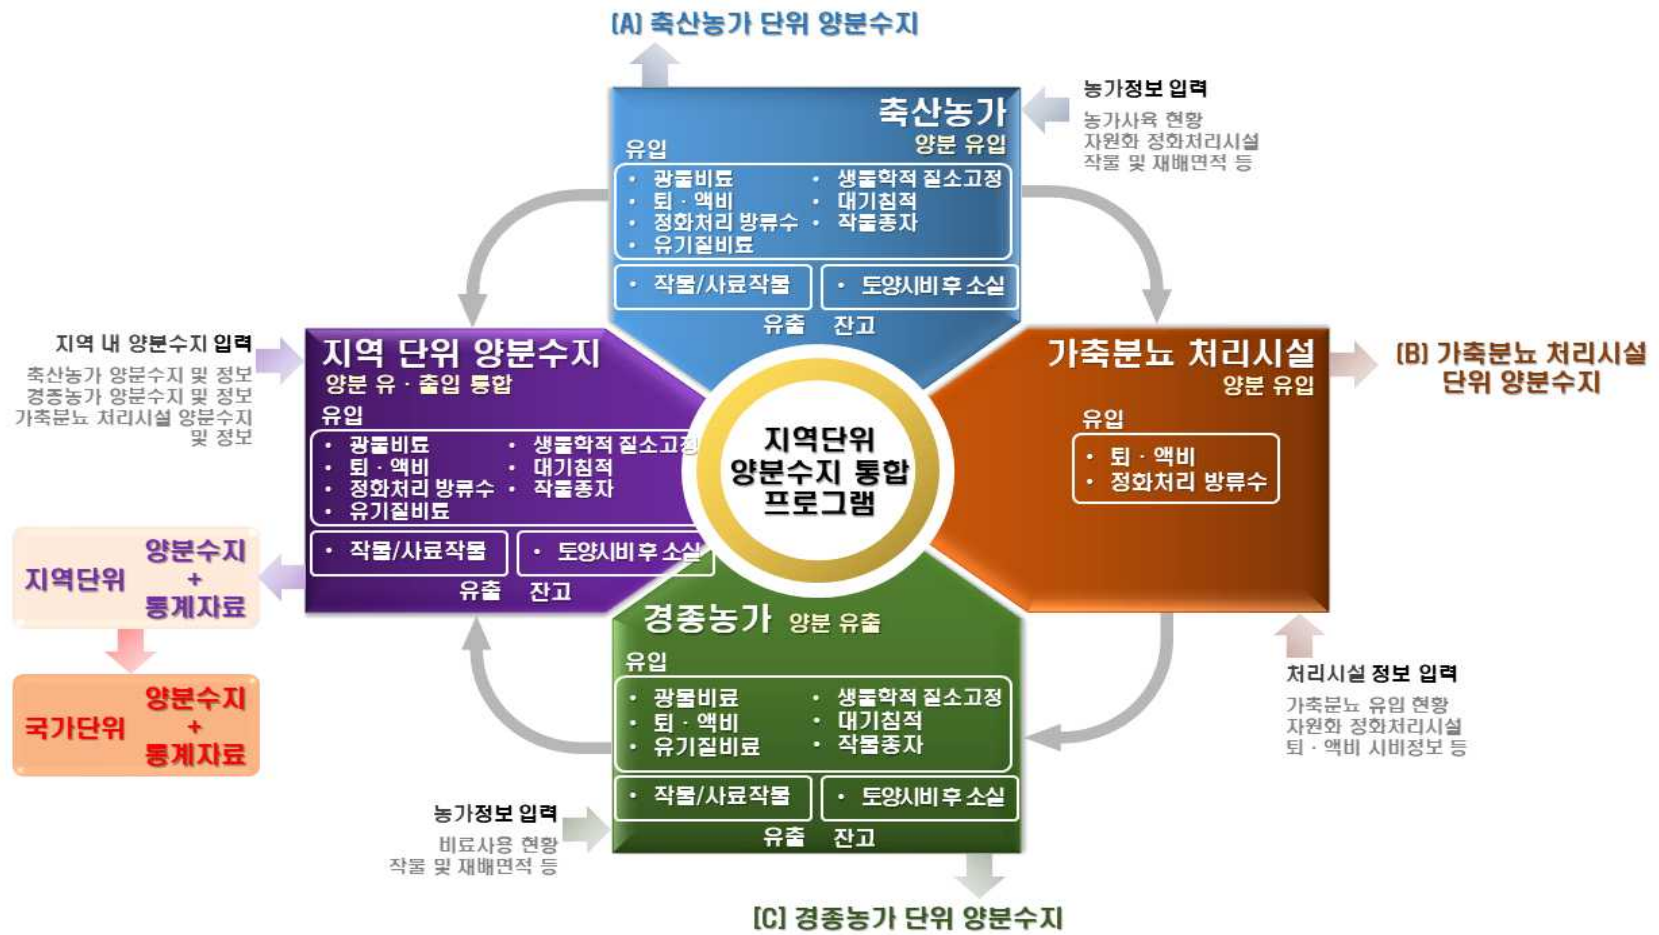 (A) 축산농가 단위 양분수지
농가정보 입력
농가사육 현황
자원화 정화처리시설
작물 및 재배면적 등
축산농가
양분 유입
유입
• 광물비료
• 퇴 · 액비
• 정화처리 방류수
• 유기질비료
• 생물학적 질소고정
• 대기침적
• 작물종자
• 작물/사료작물
• 토양시비 후 소실
유출 잔고
지역 내 양분수지 입력
축산농가 양분수지 및 정보
경종농가 양분수지 및 정보
가축분뇨 처리시설 양분수지
및 정보
지역 단위 양분수지
양분 유 · 출입 통합
유입
• 광물비료
• 퇴 · 액비
• 정화처리 방류수
• 유기질비료
• 생물학적 질소고정
• 대기침적
• 작물종자
• 작물/사료작물
• 토양시비 후 소실
유출 잔고
지역단위
양분수지 통합
프로그램
가축분뇨 처리시설
양분 유입
유입
• 퇴 · 액비
• 정화처리 방류수
(B) 가축분뇨 처리시설
단위 양분수지
지역단위
양분수지
+
통계자료
국가단위
양분수지
+
통계자료
경종농가 양분 유출
유입
• 광물비료
• 퇴 · 액비
• 유기질비료
• 생물학적 질소고정
• 대기침적
• 작물종자
• 작물/사료작물
• 토양시비 후 소실
유출 잔고
처리시설 정보 입력
가축분뇨 유입 현황
자원화 정화처리시설
퇴 · 액비 시비정보 등
농가정보 입력
비료사용 현황
작물 및 재배면적 등
[C] 경종농가 단위 양분수지